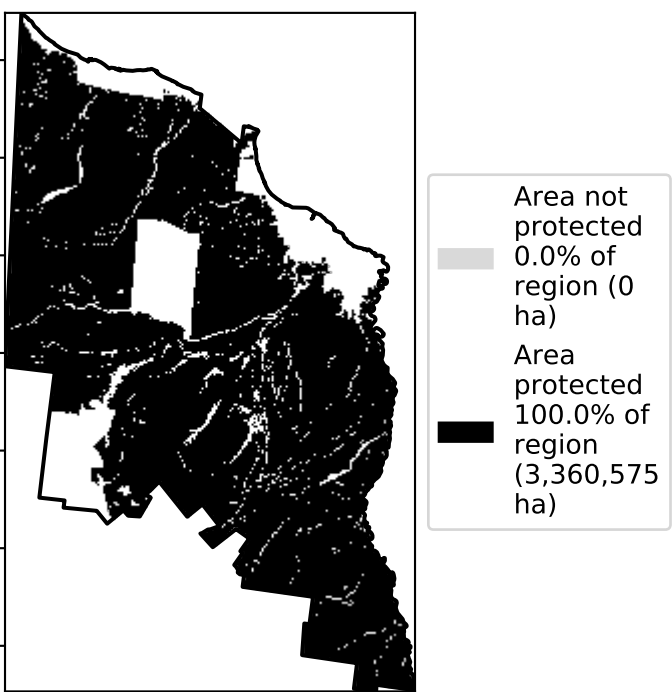 Area not
protected
0.0% of
region (0
ha)
Area
protected
100.0% of
region
(3,360,575
ha)